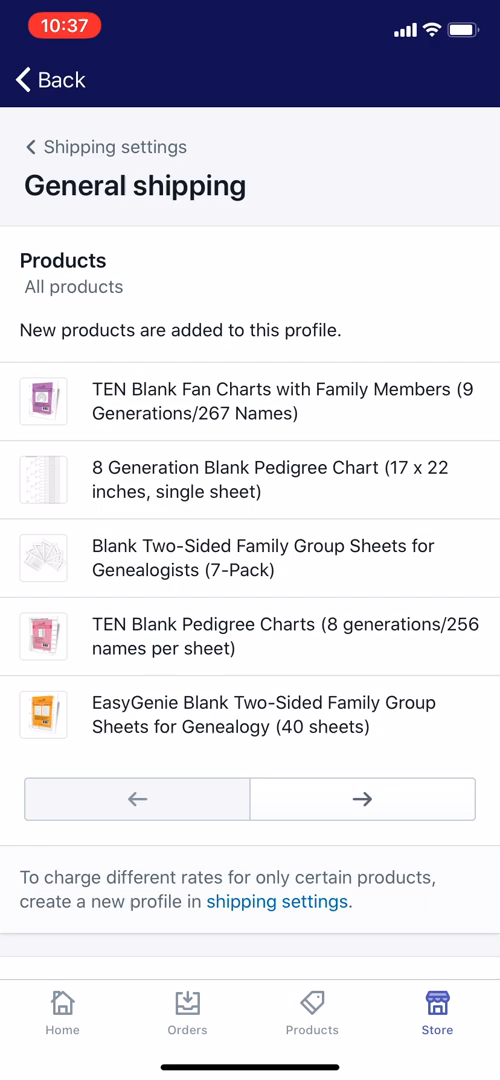 10:37
Back
Shipping settings
General shipping
Products
All products
New products are added to this profile.
TEN Blank Fan Charts with Family Members (9
Generations/267 Names)
8 Generation Blank Pedigree Chart (17 x 22
inches, single sheet)
Blank Two-Sided Family Group Sheets for
Genealogists (7-Pack)
TEN Blank Pedigree Charts (8 generations/256
names per sheet)
EasyGenie Blank Two-Sided Family Group
Sheets for Genealogy (40 sheets)
To charge different rates for only certain products,
create a new profile in shipping settings.
Home
Orders
Products
Store